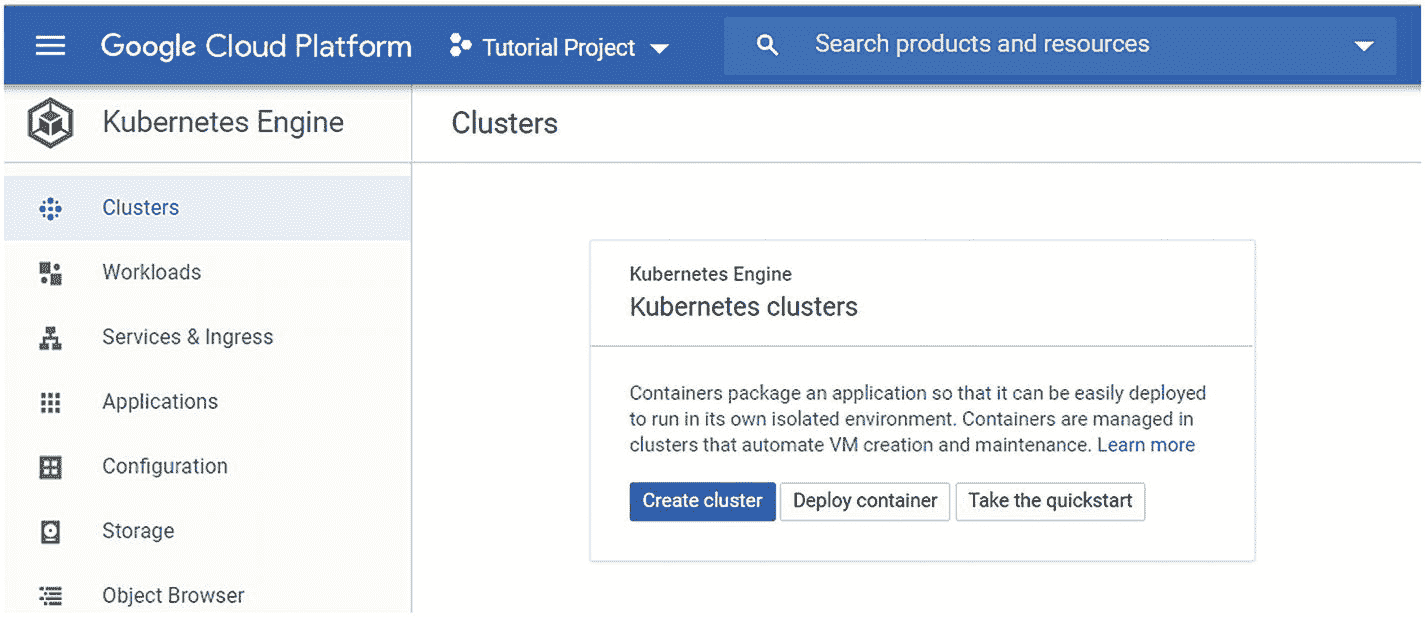 Google Cloud Platform
Tutorial Project
Search products and resources
Kubernetes Engine
Clusters
Clusters
Workloads
Services & Ingress
Applications
Configuration
Storage
Object Browser
Kubernetes Engine
Kubernetes clusters
Containers package an application so that it can be easily deployed
to run in its own isolated environment. Containers are managed in
clusters that automate VM creation and maintenance. Learn more
Create cluster
Deploy container
Take the quickstart